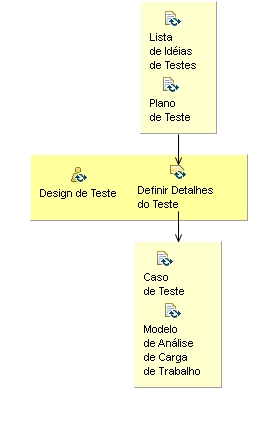 Lista
de Idéias
de Testes
Plano
de Teste
Design de Teste
Definir Detalhes
do Teste
Caso
de Teste
Modelo
de Análise
de Carga
de Trabalho